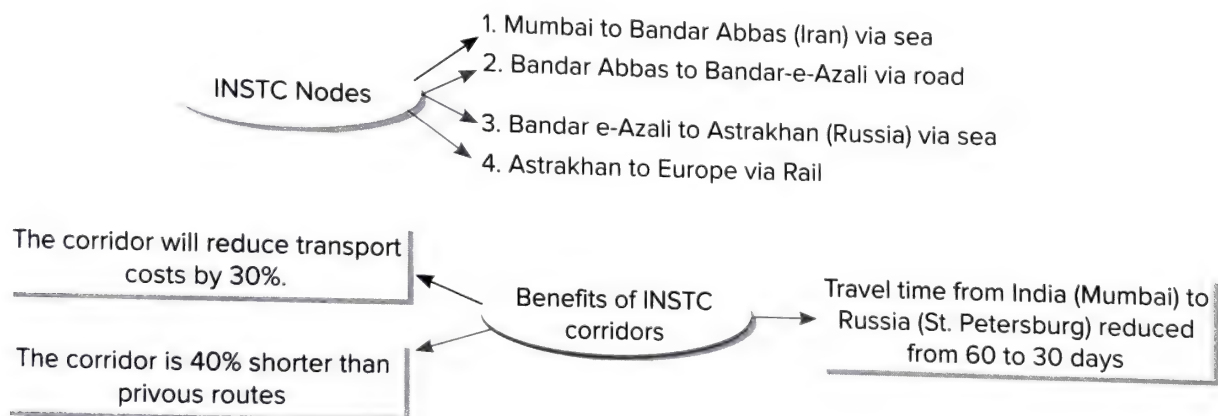 INSTC Nodes
1. Mumbai to Bandar Abbas (Iran) via sea
2. Bandar Abbas to Bandar-e-Azali via road
3. Bandar e-Azali to Astrakhan (Russia) via sea
4. Astrakhan to Europe via Rail
The corridor will reduce transport
costs by 30%.
The corridor is 40% shorter than
privous routes
Benefits of INSTC
corridors
Travel time from India (Mumbai) to
Russia (St. Petersburg) reduced
from 60 to 30 days